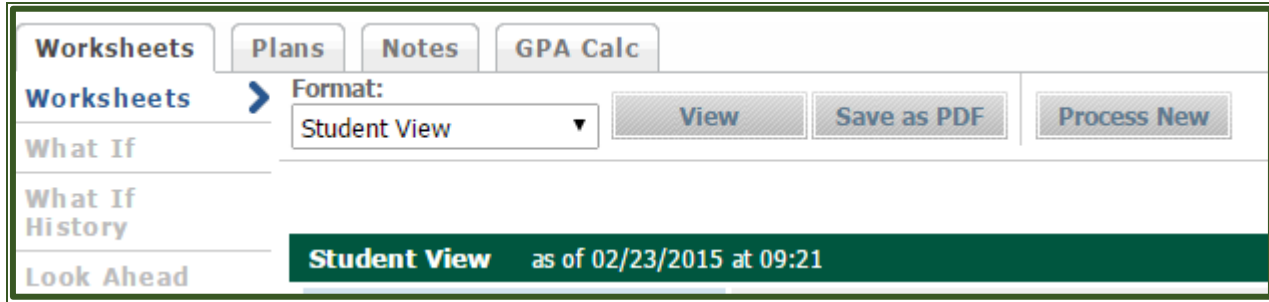 Worksheets Plans Notes GPA Calc
Worksheets
What If
What If
History
Look Ahead
Format:
Student View View Save as PDF Process New
Student View as of 02/23/2015 at 09:21